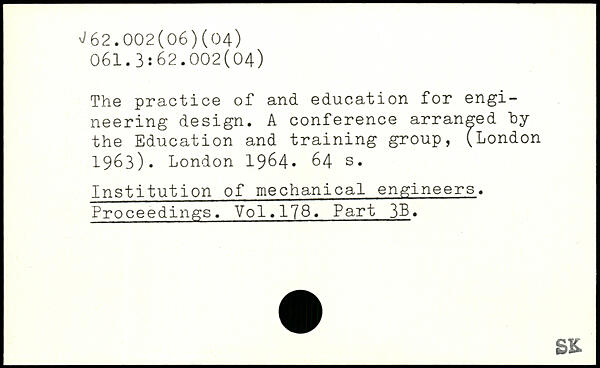 √62.002(06)(04)
061.3:62.002(04)
The practice of and education for engi-
neering design. A conference arranged by
the Education and training group, (London
1963). London 1964. 64 s.
Institution of mechanical engineers.
Proceedings. Vol.178. Part 3B.
SK